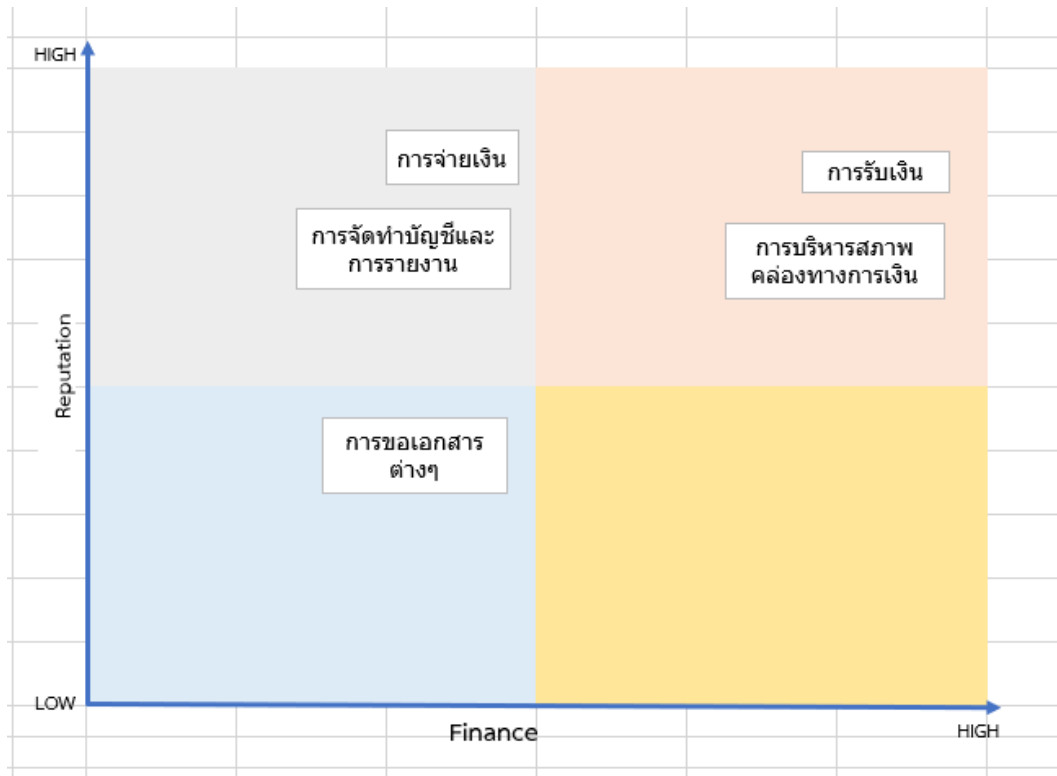 HIGH
การจ่ายเงิน
การรับเงิน
การจัดทำบัญชีและ
การรายงาน
การบริหารสภาพ
คล่องทางการเงิน
Reputation
การขอเอกสาร
ต่างๆ
LOW
Finance
HIGH